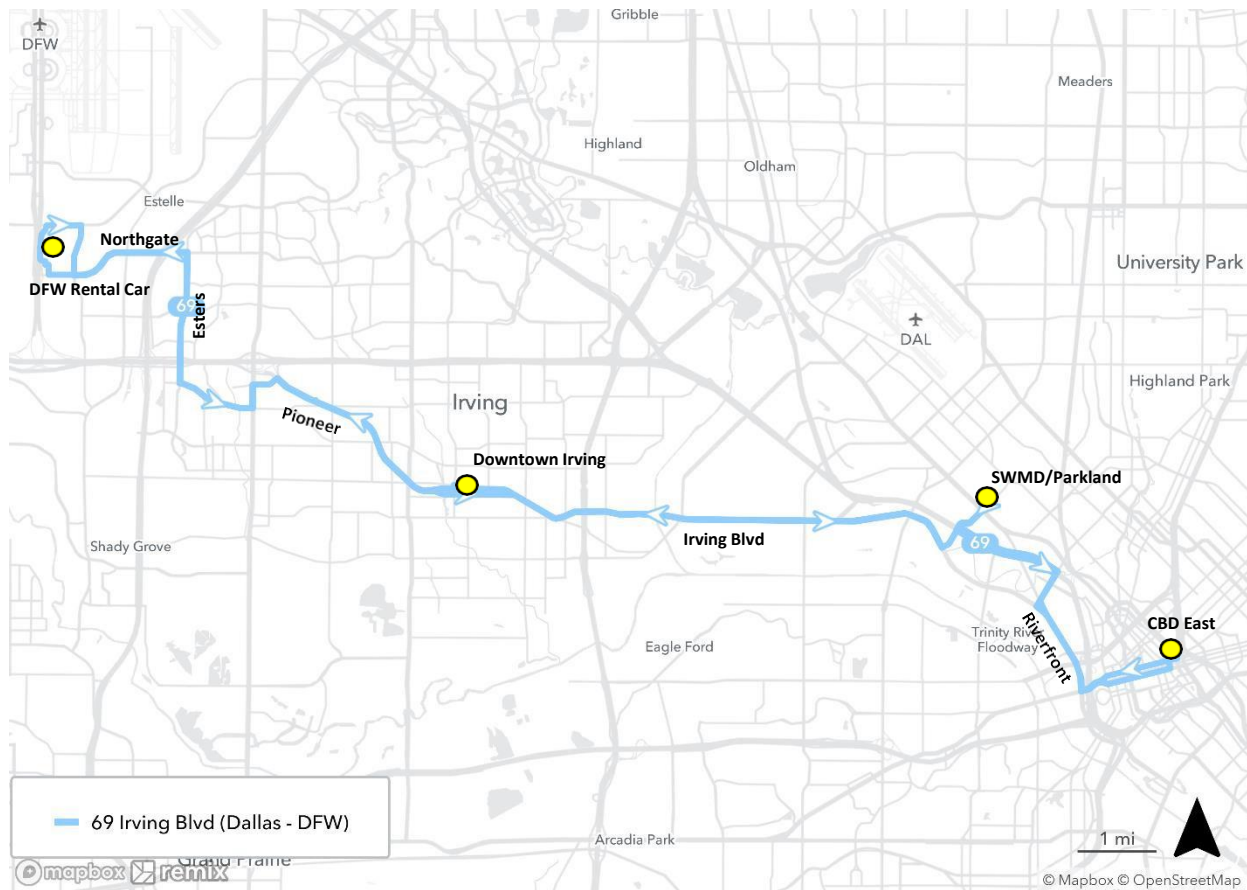 Gribble
DFW
Meaders
Highland
Oldham
Estelle
Northgate
University Park
DFW Rental Car
69
Esters
DAL
Highland Park
Irving
Pioneer
Downtown Irving
SWMD/Parkland
Irving Blvd
69
Shady Grove
CBD East
Trinity River
Floodway
Riverfront
Eagle Ford
69 Irving Blvd (Dallas - DFW)
Arcadia Park
1 mi
Grand Prairie
mapbox remix
© Mapbox © OpenStreetMap